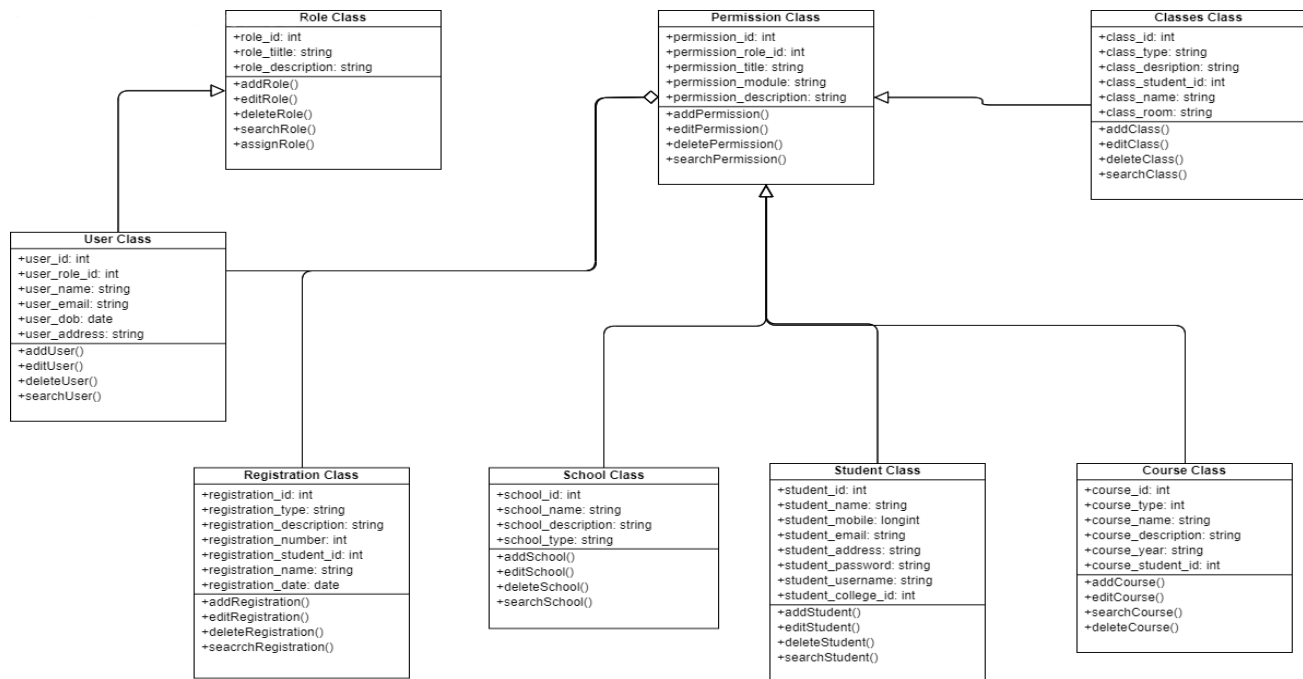 Role Class
+role_id: int
+role_tiitle: string
+role_description: string
+addRole()
+editRole()
+deleteRole()
+searchRole()
+assignRole()
Permission Class
+permission_id: int
+permission_role_id: int
+permission_title: string
+permission_module: string
+permission_description: string
+addPermission()
+editPermission()
+deletePermission()
+searchPermission()
Classes Class
+class_id: int
+class_type: string
+class_desription: string
+class_student_id: int
+class_name: string
+class_room: string
+addClass()
+editClass()
+deleteClass()
+searchClass()
User Class
+user_id: int
+user_role_id: int
+user_name: string
+user_email: string
+user_dob: date
+user_address: string
+addUser()
+editUser()
+deleteUser()
+searchUser()
Registration Class
+registration_id: int
+registration_type: string
+registration_description: string
+registration_number: int
+registration_student_id: int
+registration_name: string
+registration_date: date
+addRegistration()
+editRegistration()
+deleteRegistration()
+seacrchRegistration()
School Class
+school_id: int
+school_name: string
+school_description: string
+school_type: string
+addSchool()
+editSchool()
+deleteSchool()
+searchSchool()
Student Class
+student_id: int
+student_name: string
+student_mobile: longint
+student_email: string
+student_address: string
+student_password: string
+student_username: string
+student_college_id: int
+addStudent()
+editStudent()
+deleteStudent()
+searchStudent()
Course Class
+course_id: int
+course_type: int
+course_name: string
+course_description: string
+course_year: string
+course_student_id: int
+addCourse()
+editCourse()
+searchCourse()
+deleteCourse()